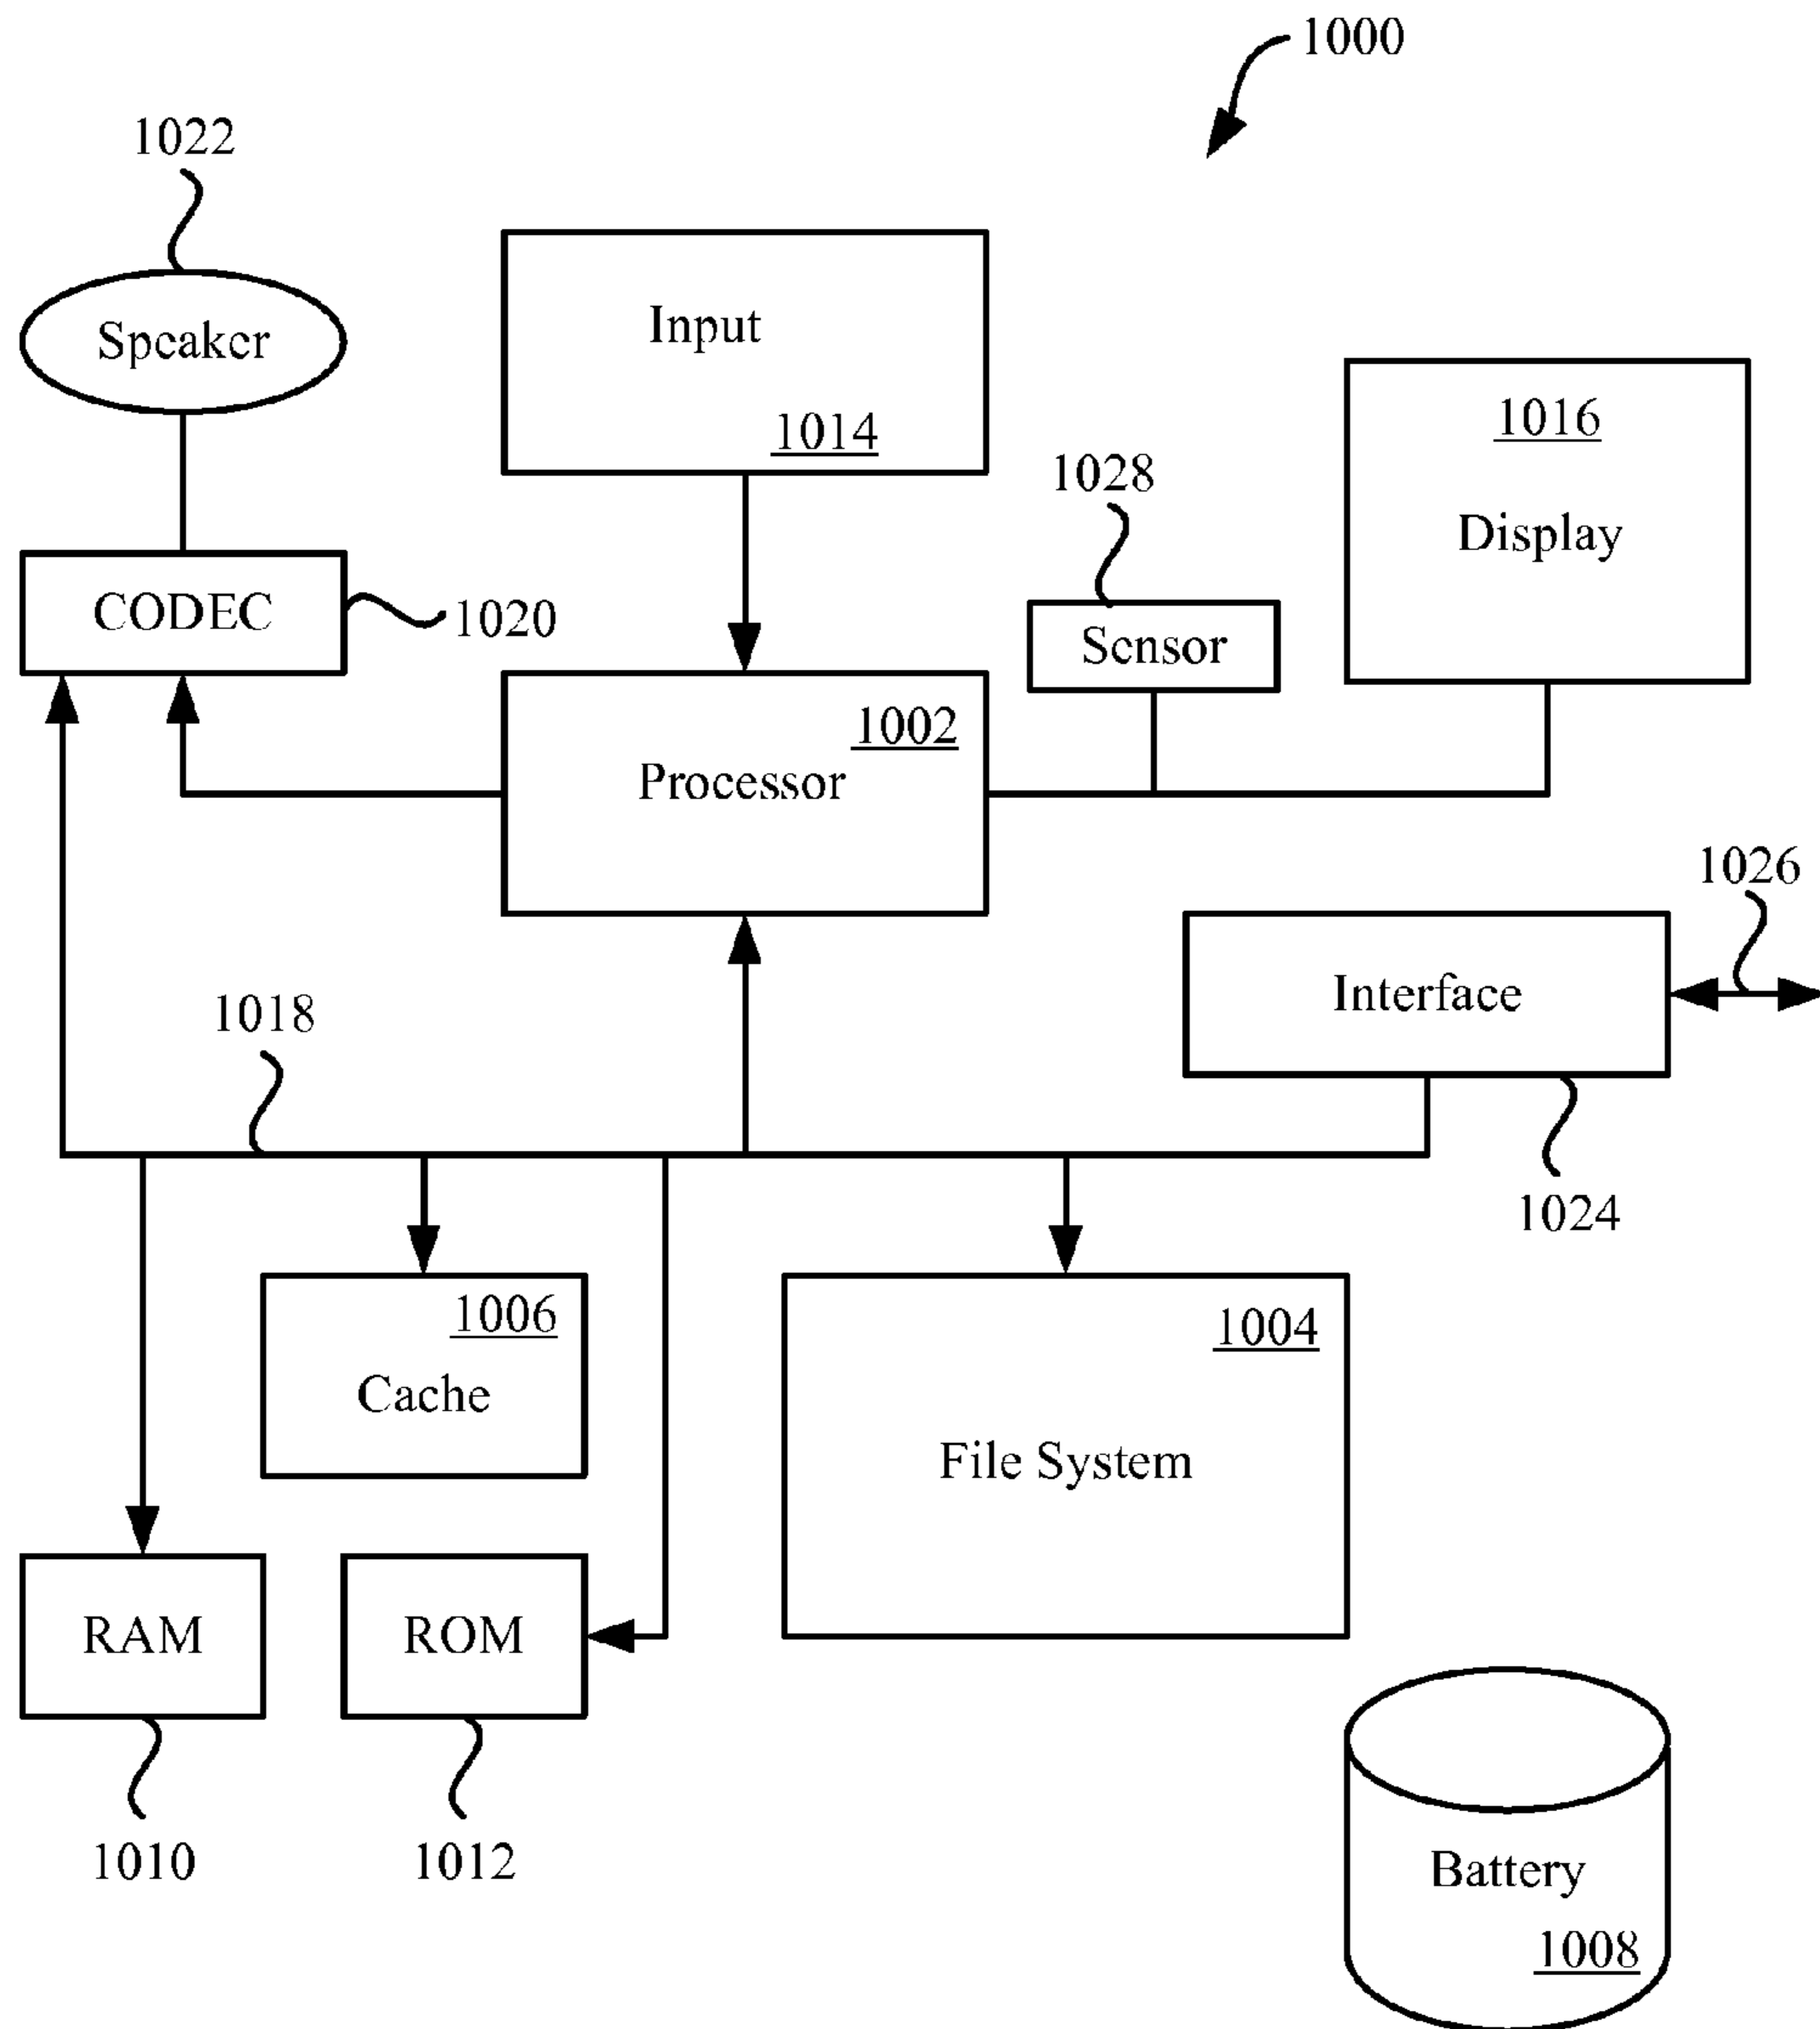 1000
1022
Speaker
Input
1014
1016
Display
1028
Sensor
CODEC
1020
1002
Processor
1026
Interface
1018
1024
1006
Cache
1004
File System
RAM
ROM
1010
1012
Battery
1008